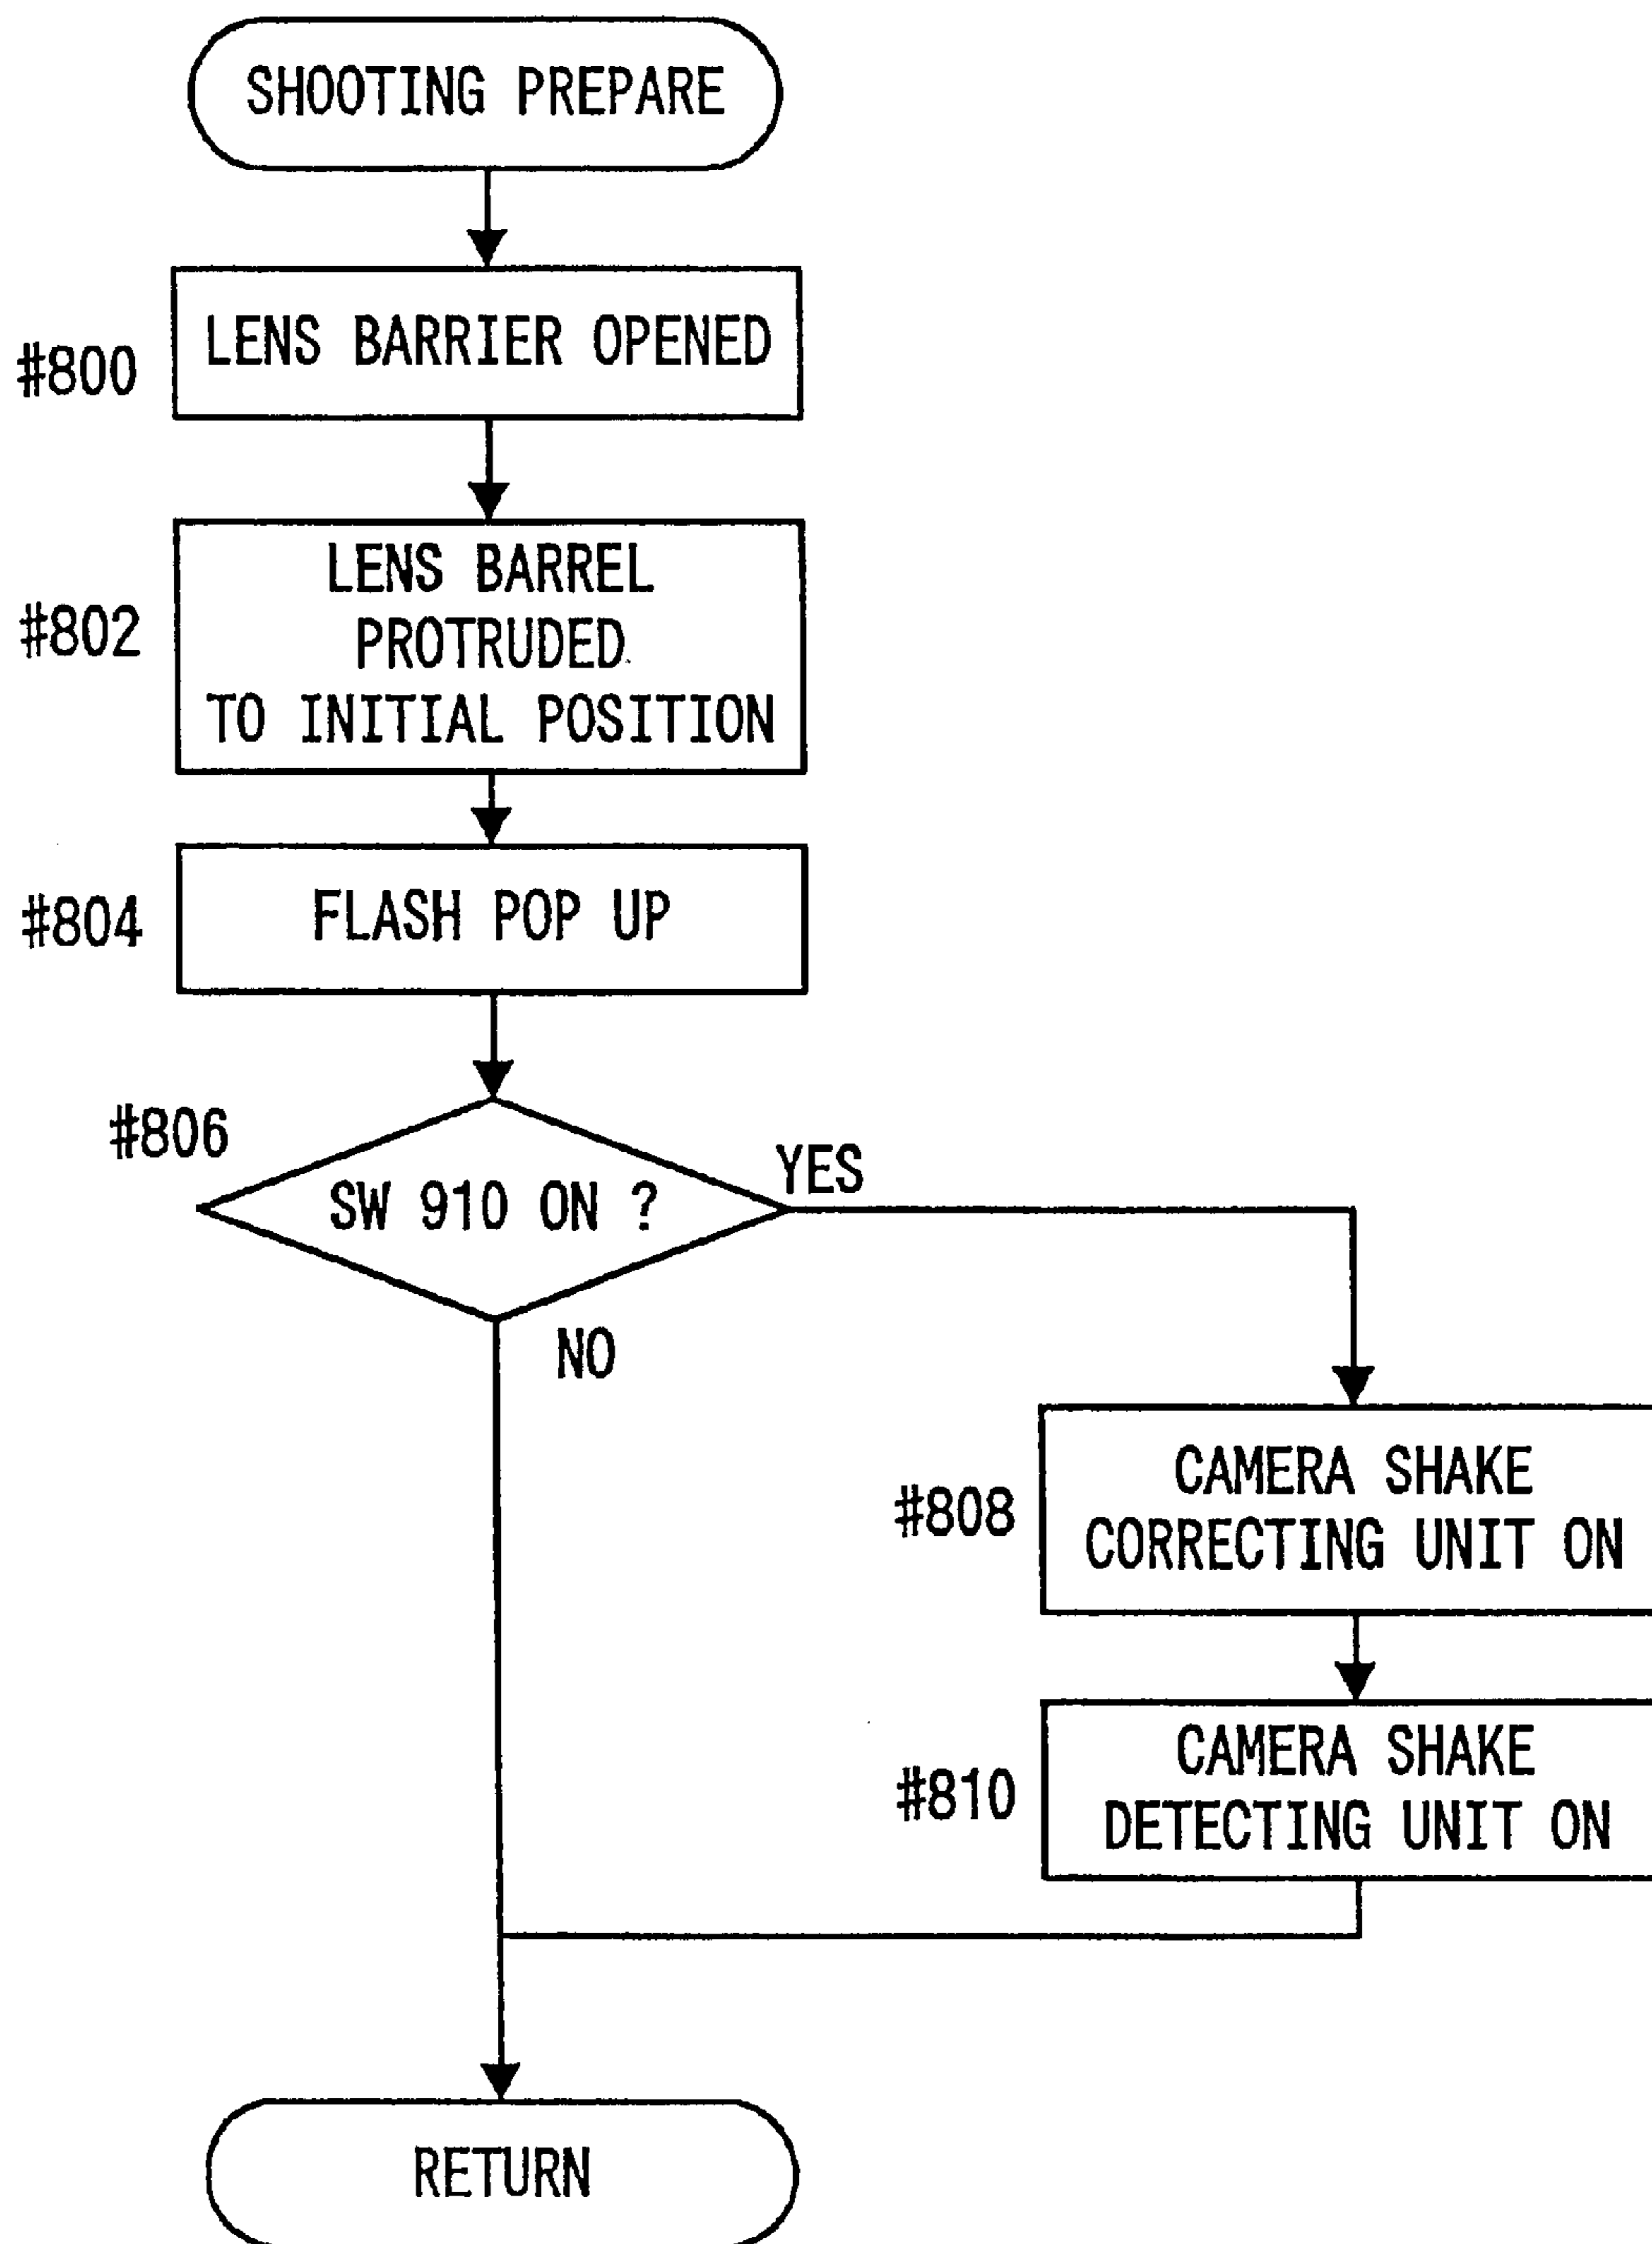 SHOOTING PREPARE
#800
LENS BARRIER OPENED
#802
LENS BARREL
PROTRUDED
TO INITIAL POSITION
#804
FLASH POP UP
#806
SW 910 ON ?
YES
NO
#808
CAMERA SHAKE
CORRECTING UNIT ON
#810
CAMERA SHAKE
DETECTING UNIT ON
RETURN